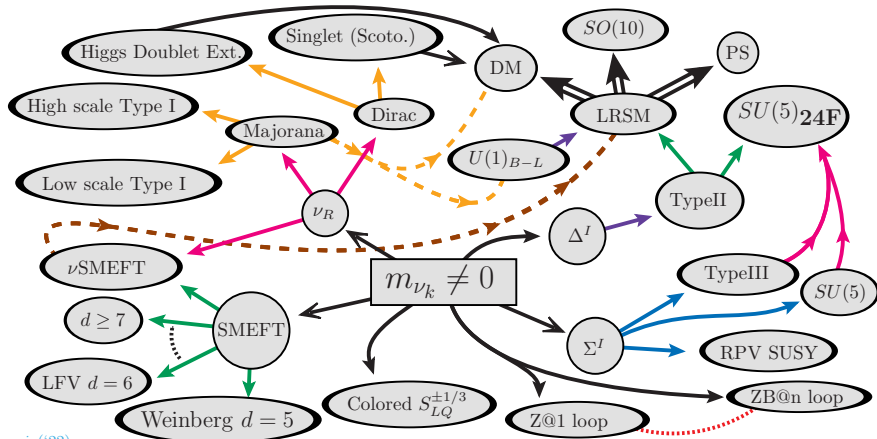 Higgs Doublet Ext.
Singlet (Scoto.)
SO(10)
PS
DM
High scale Type I
Majorana
Dirac
LRSM
SU(5)24F
U(1)B−L
Low scale Type I
νR
TypeII
ΔI
νSMEFT
mνk ≠ 0
TypeIII
SU(5)
d ≥ 7
SMEFT
ΣI
RPV SUSY
LFV d = 6
Weinberg d = 5
Colored S±1/3LQ
Z@1 loop
ZB@n loop